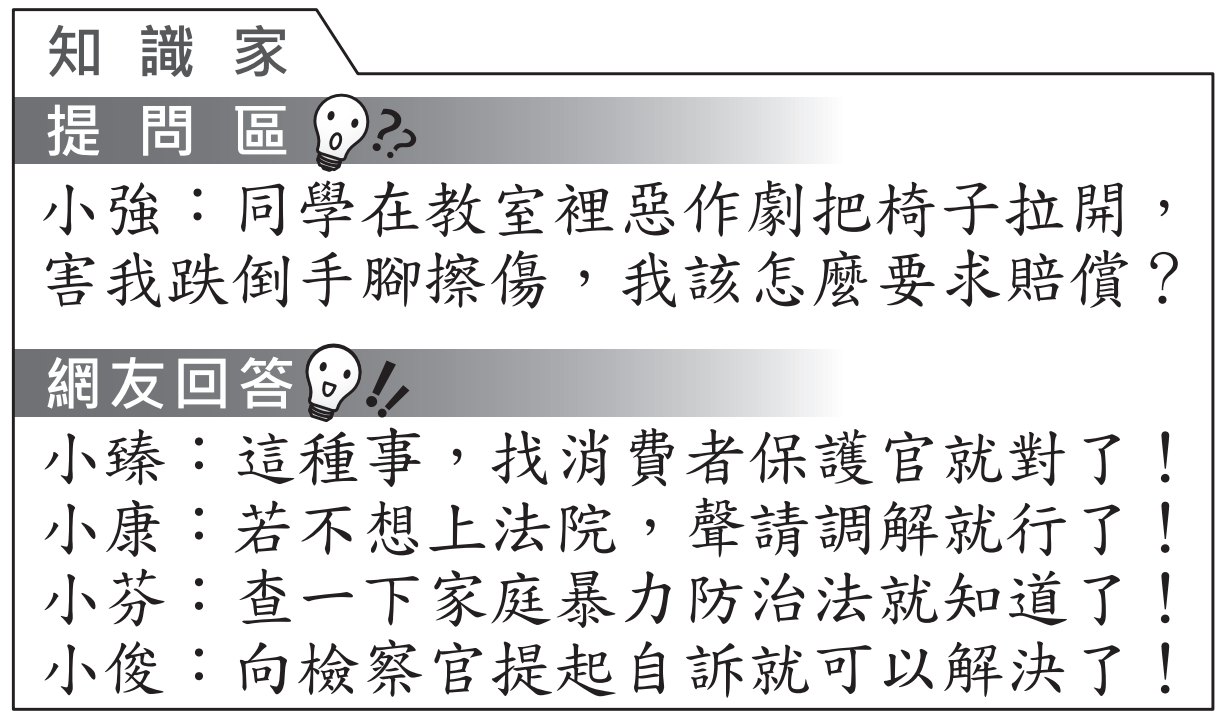 知識家
提問區 ??
小強：同學在教室裡惡作劇把椅子拉開，
害我跌倒手腳擦傷，我該怎麼要求賠償？
網友回答 !!
小臻：這種事，找消費者保護官就對了！
小康：若不想上法院，聲請調解就行了！
小芬：查一下家庭暴力防治法就知道了！
小俊：向檢察官提起自訴就可以解決了！